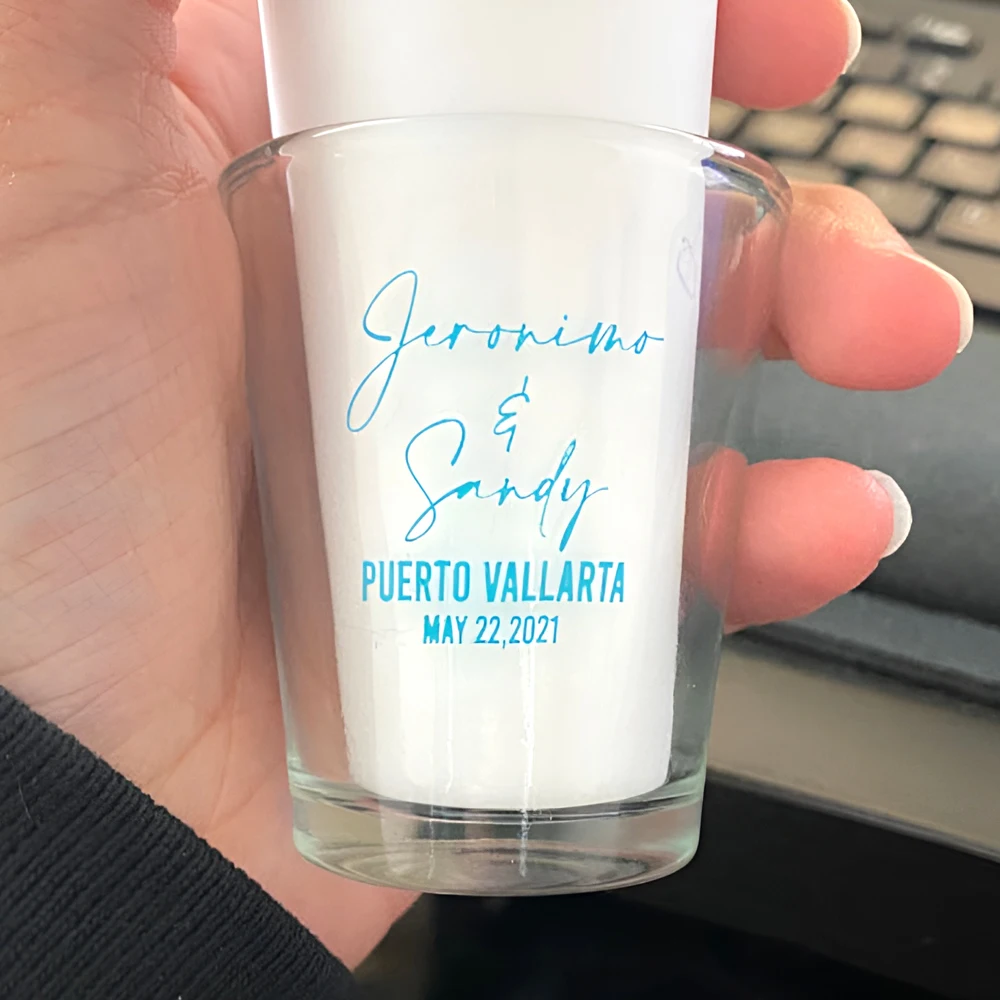 Jeronimo
&
Sandy
PUERTO VALLARTA
MAY 22,2021